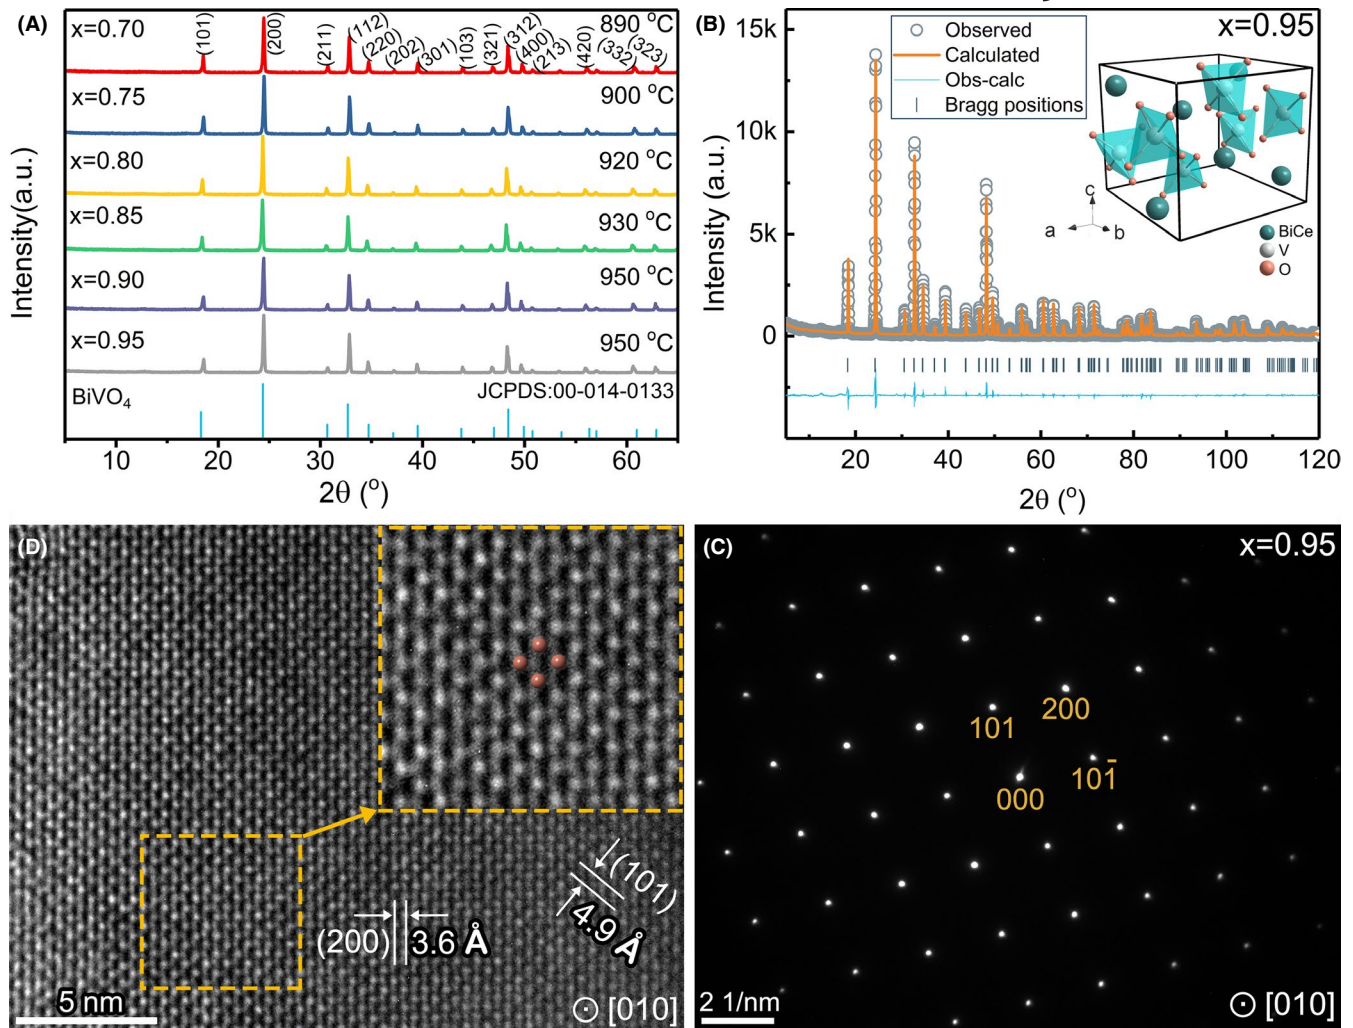 (A)
x=0.70
890 °C
(101)
(200)
(211)
(112)
(220)
(202)
(301)
(103)
(321)
(312)
(400)
(213)
(420)
(332)
(323)
x=0.75
900 °C
x=0.80
920 °C
x=0.85
930 °C
x=0.90
950 °C
x=0.95
950 °C
BiVO₄
JCPDS:00-014-0133
Intensity(a.u.)
10 20 30 40 50 60
2θ (°)
(B)
x=0.95
Observed
Calculated
Obs-calc
Bragg positions
15k
10k
5k
0
Intensity (a.u.)
c
a
b
BiCe
V
O
20 40 60 80 100 120
2θ (°)
(D)
(200) 3.6 Å
(101)
4.9 Å
5 nm
[010]
(C)
x=0.95
101
200
000
101̄
2 1/nm
[010]